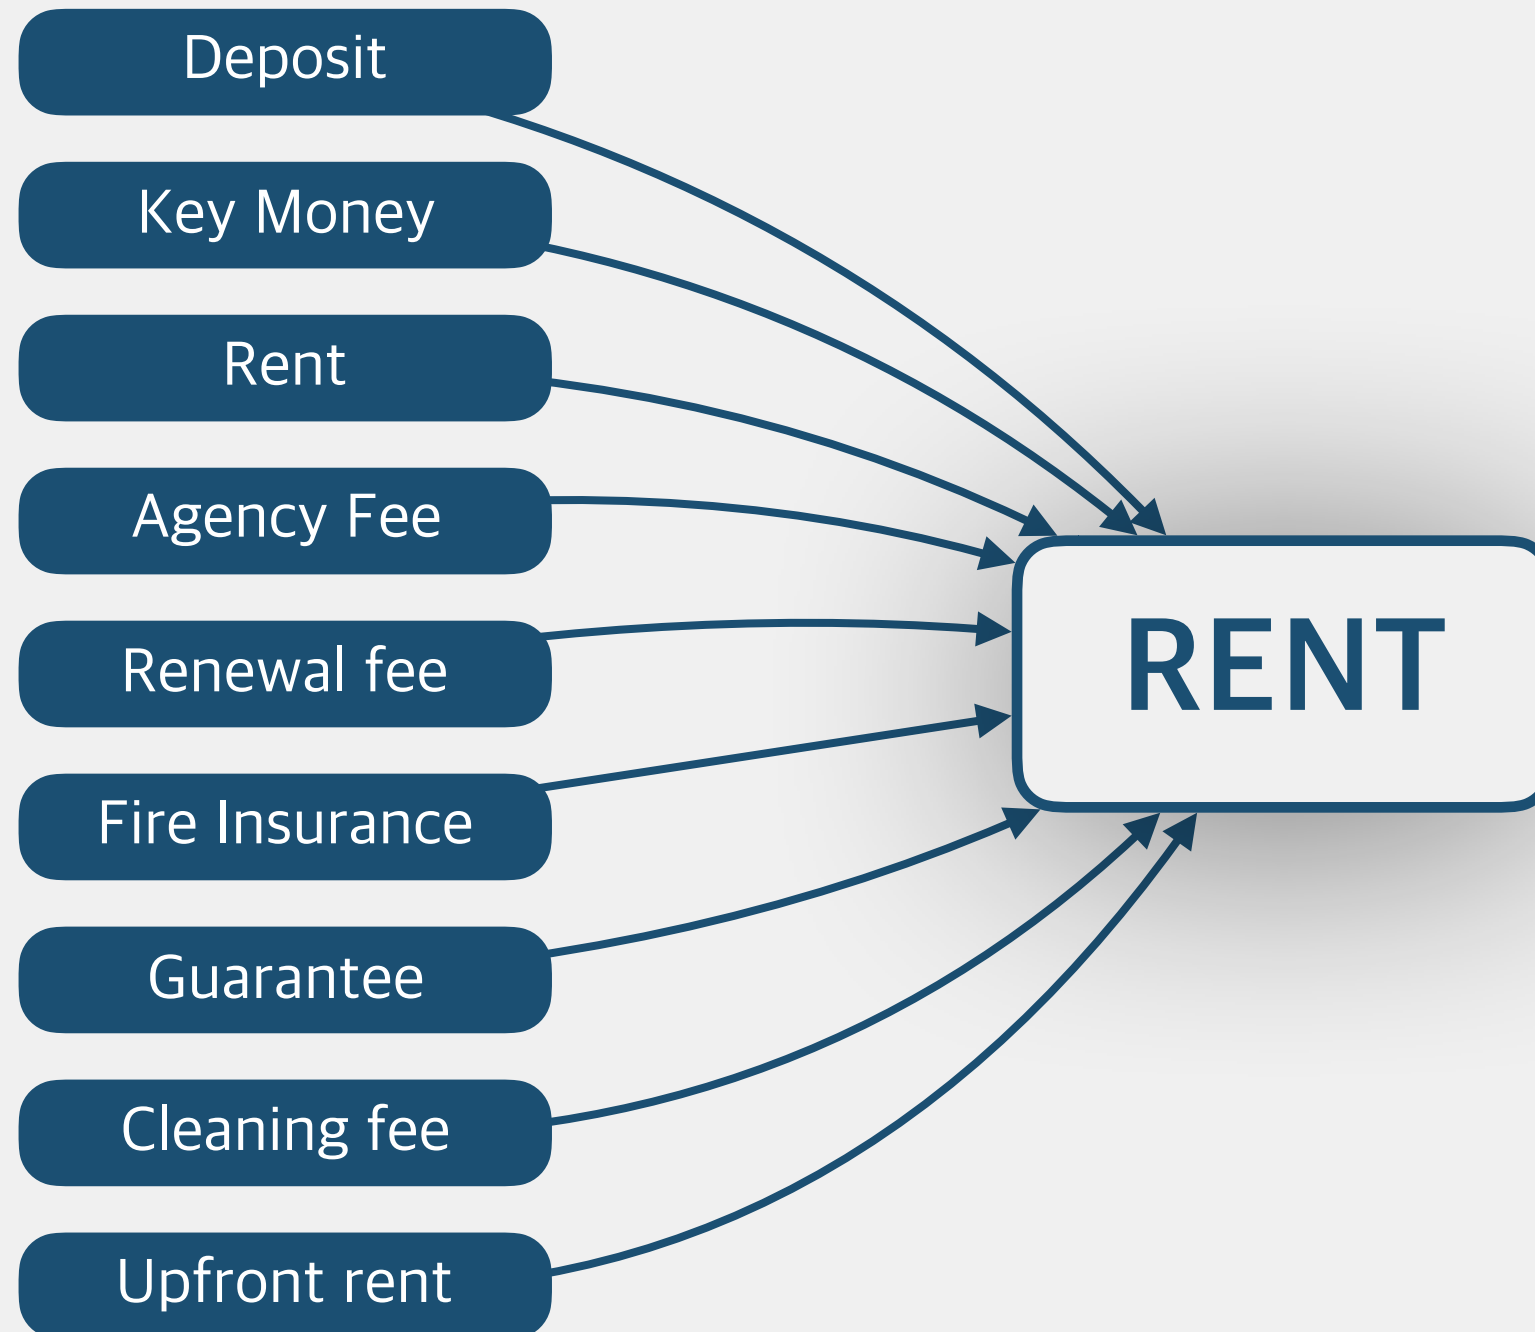 Deposit
Key Money
Rent
Agency Fee
Renewal fee
Fire Insurance
Guarantee
Cleaning fee
Upfront rent
RENT